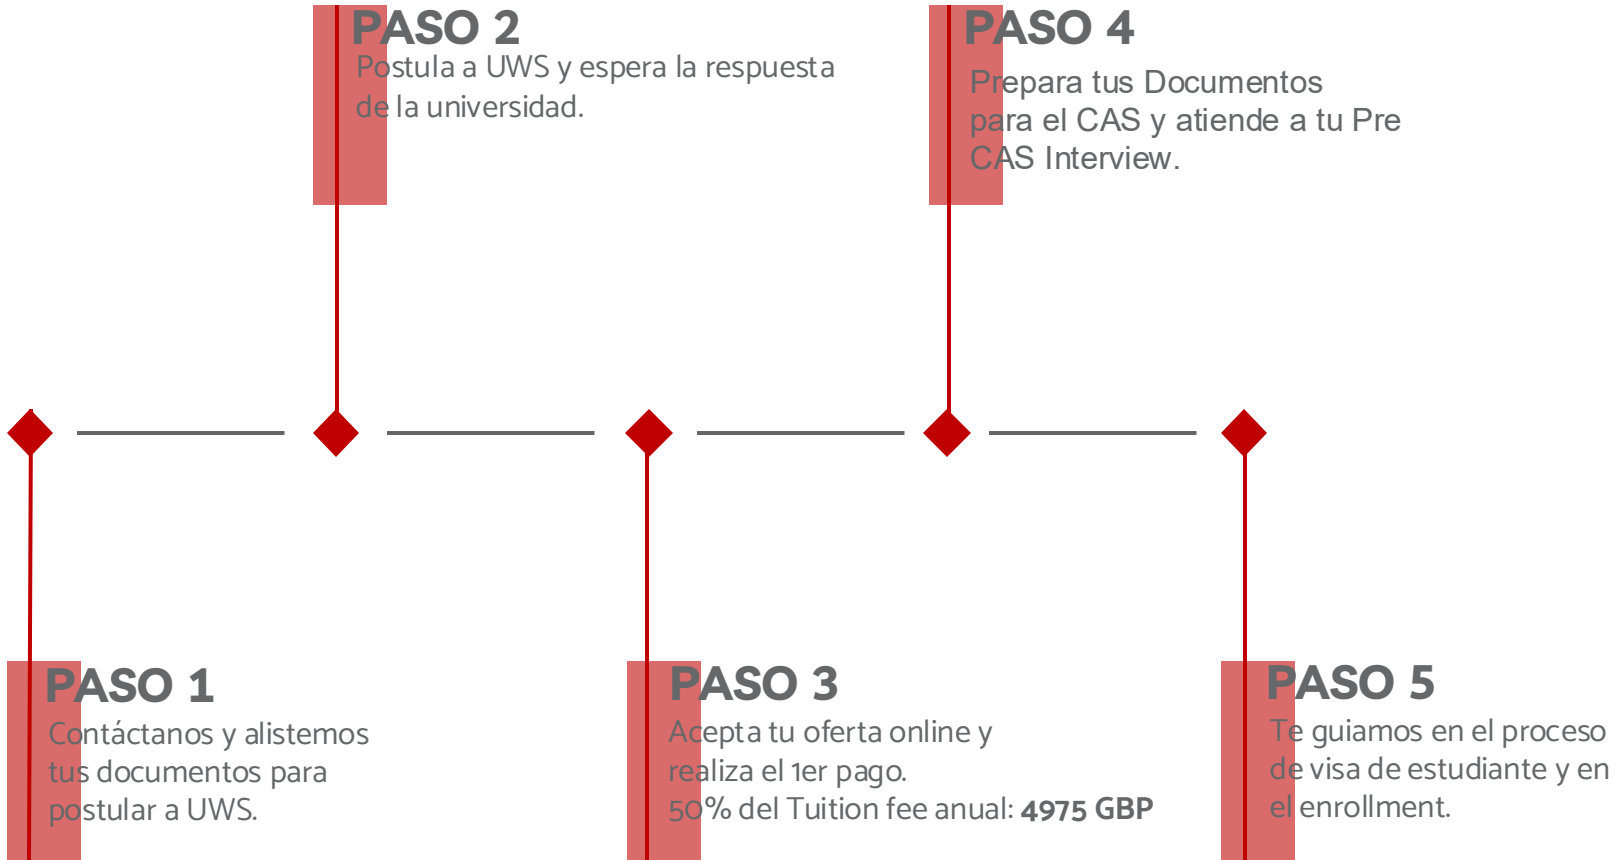 PASO 2
Postula a UWS y espera la respuesta
de la universidad.
PASO 4
Prepara tus Documentos
para el CAS y atiende a tu Pre
CAS Interview.
PASO 1
Contáctanos y alistemos
tus documentos para
postular a UWS.
PASO 3
Acepta tu oferta online y
realiza el 1er pago.
50% del Tuition fee anual: 4975 GBP
PASO 5
Te guiamos en el proceso
de visa de estudiante y en
el enrollment.